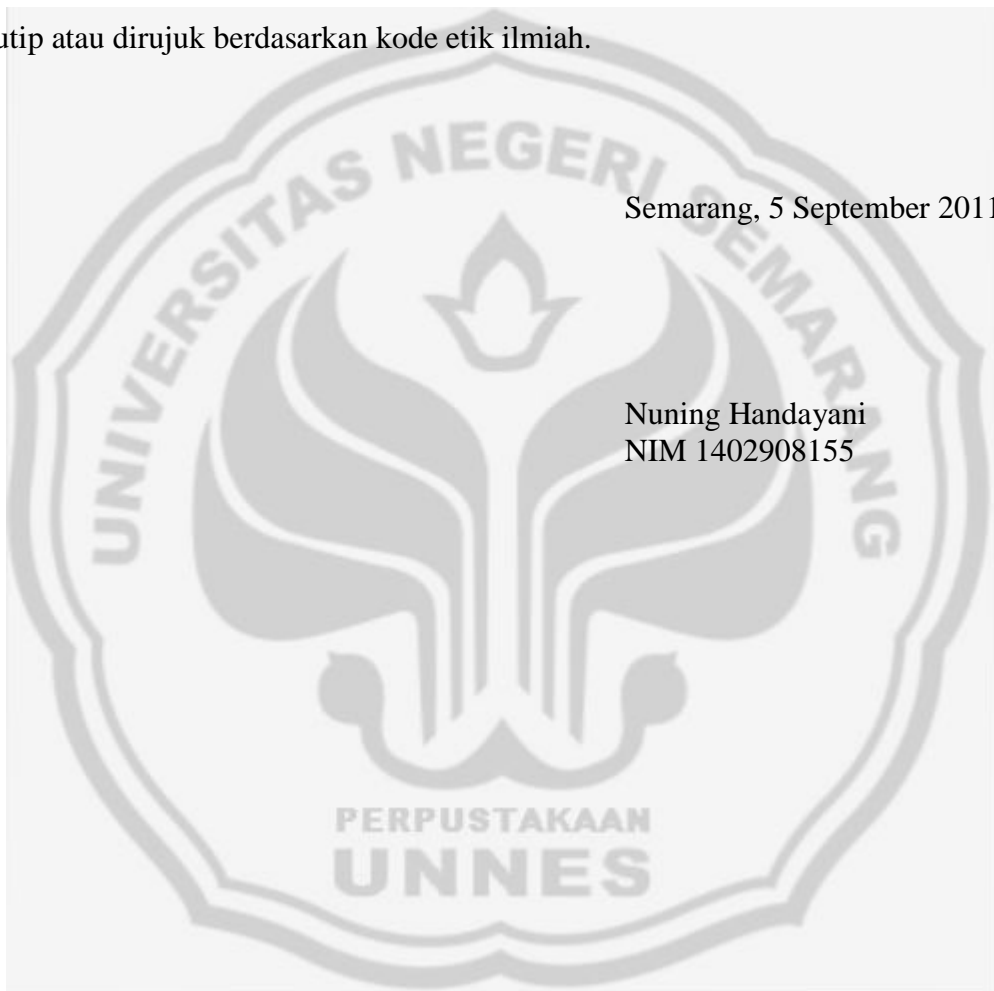 utip atau dirujuk berdasarkan kode etik ilmiah.
UNIVERSITAS NEGERI SEMARANG
Semarang, 5 September 2011
Nuning Handayani
NIM 1402908155
PERPUSTAKAAN
UNNES